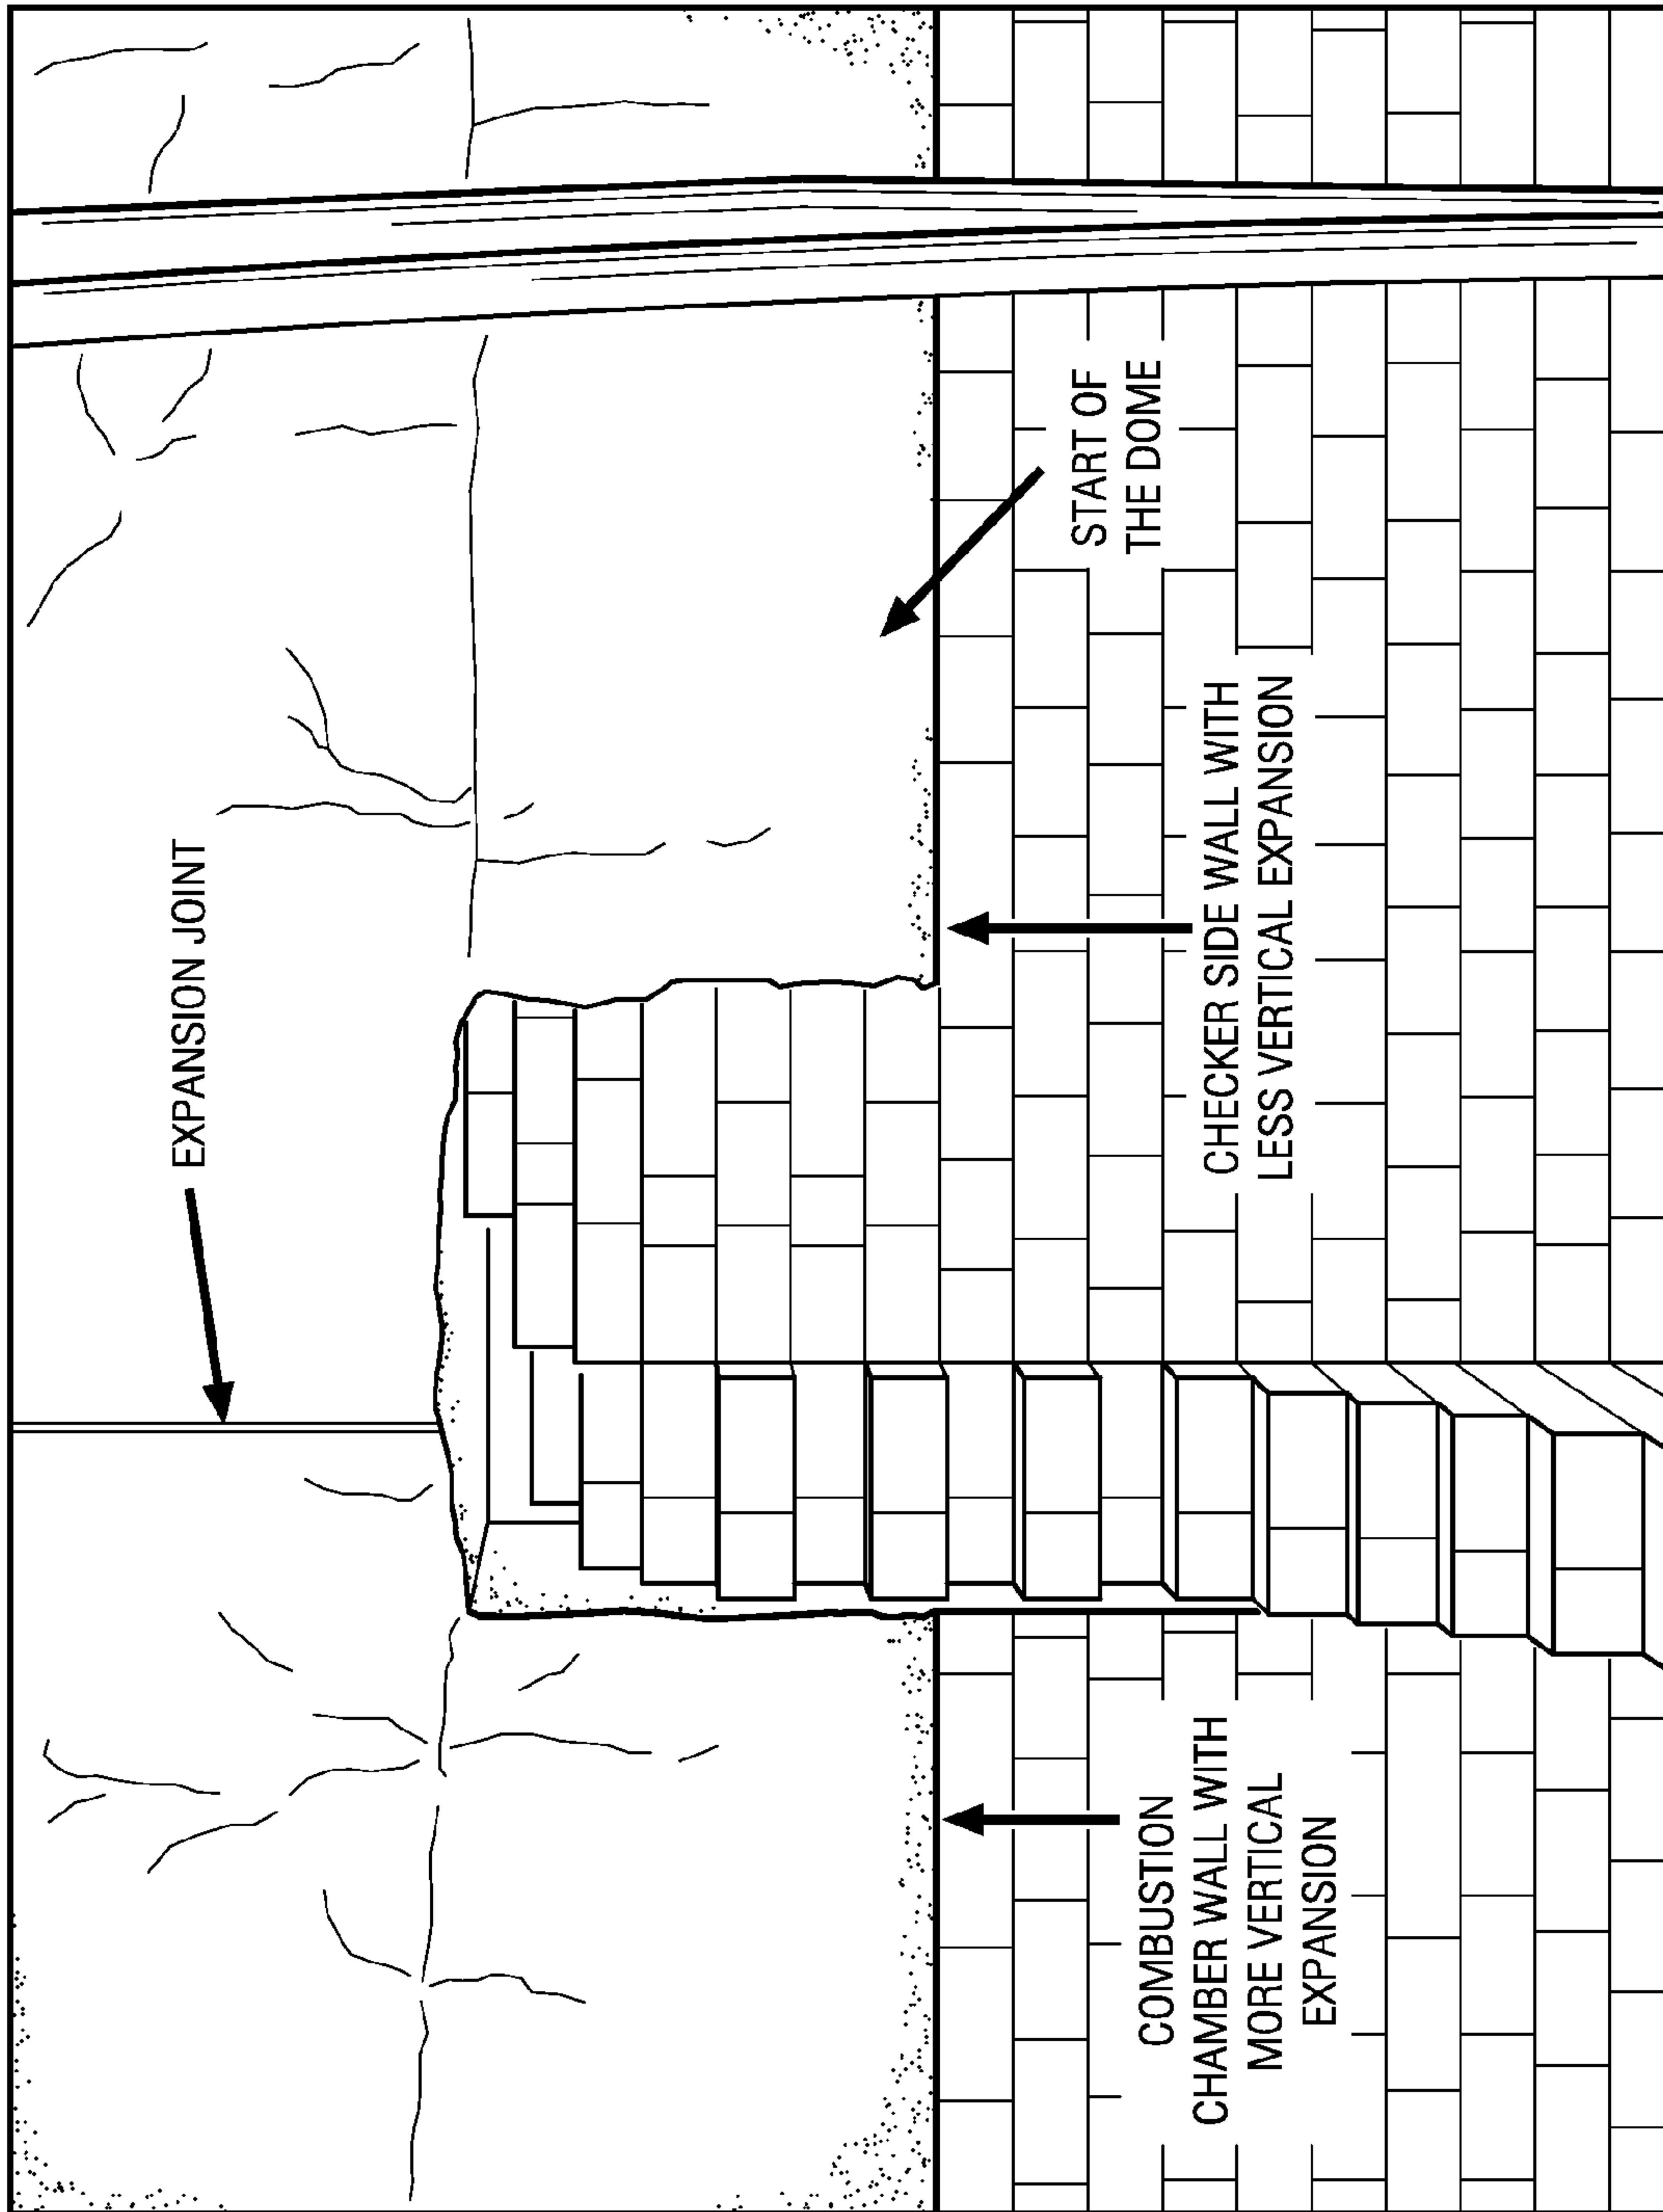 EXPANSION JOINT
START OF
THE DOME
CHECKER SIDE WALL WITH
LESS VERTICAL EXPANSION
COMBUSTION
CHAMBER WALL WITH
MORE VERTICAL
EXPANSION